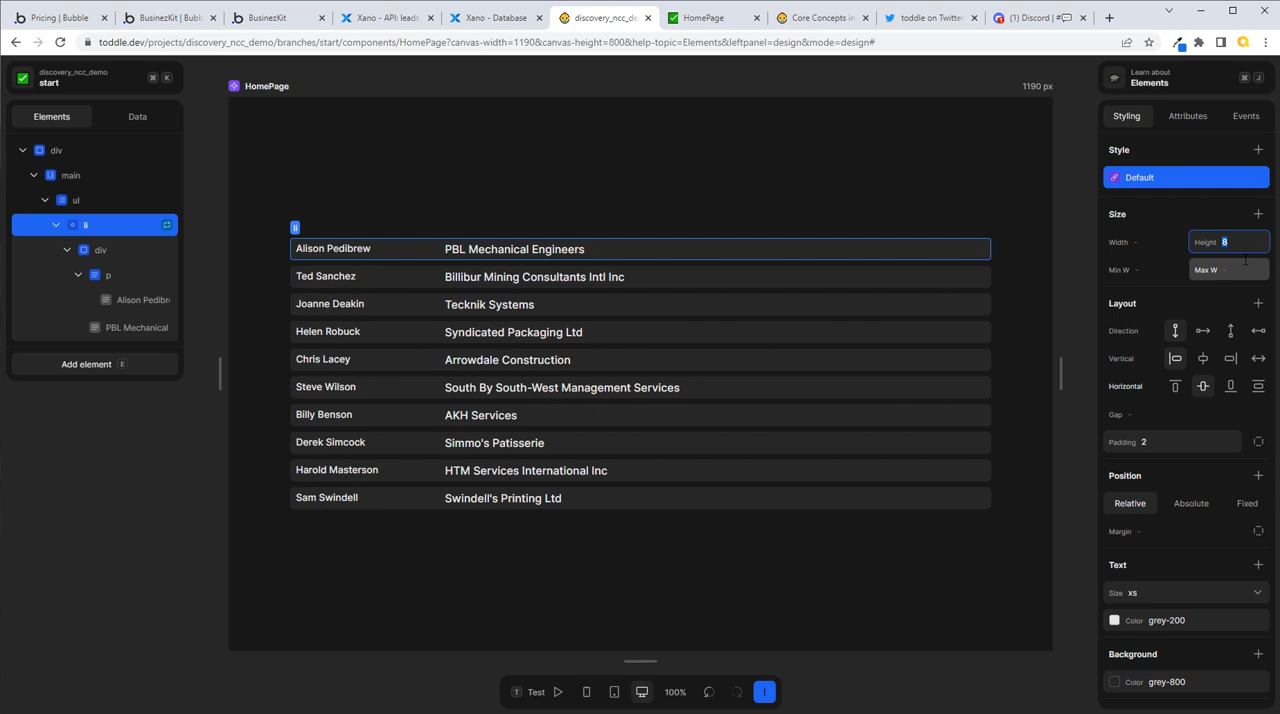 Pricing | Bubble
BusinezKit | Bubbl
BusinezKit
Xano - API: leads
Xano - Database
discovery_ncc_de
HomePage
Core Concepts in
toddle on Twitter
(1) Discord | #
toddle.dev/projects/discovery_ncc_demo/branches/start/components/HomePage?canvas-width=1190&canvas-height=800&help-topic=Elements&leftpanel=design&mode=design#
discovery_ncc_demo
start
⌘ K
Elements
Data
div
main
ul
li
div
p
Alison Pedibr
PBL Mechanical
Add element E
HomePage
1190 px
li
Alison Pedibrew PBL Mechanical Engineers
Ted Sanchez Billibur Mining Consultants Intl Inc
Joanne Deakin Tecknik Systems
Helen Robuck Syndicated Packaging Ltd
Chris Lacey Arrowdale Construction
Steve Wilson South By South-West Management Services
Billy Benson AKH Services
Derek Simcock Simmo's Patisserie
Harold Masterson HTM Services International Inc
Sam Swindell Swindell's Printing Ltd
T Test
100%
Learn about
Elements
⌘ J
Styling Attributes Events
Style
Default
Size
Width - Height 8
Min W - Max W -
Layout
Direction
Vertical
Horizontal
Gap -
Padding 2
Position
Relative Absolute Fixed
Margin -
Text
Size xs
Color grey-200
Background
Color grey-800